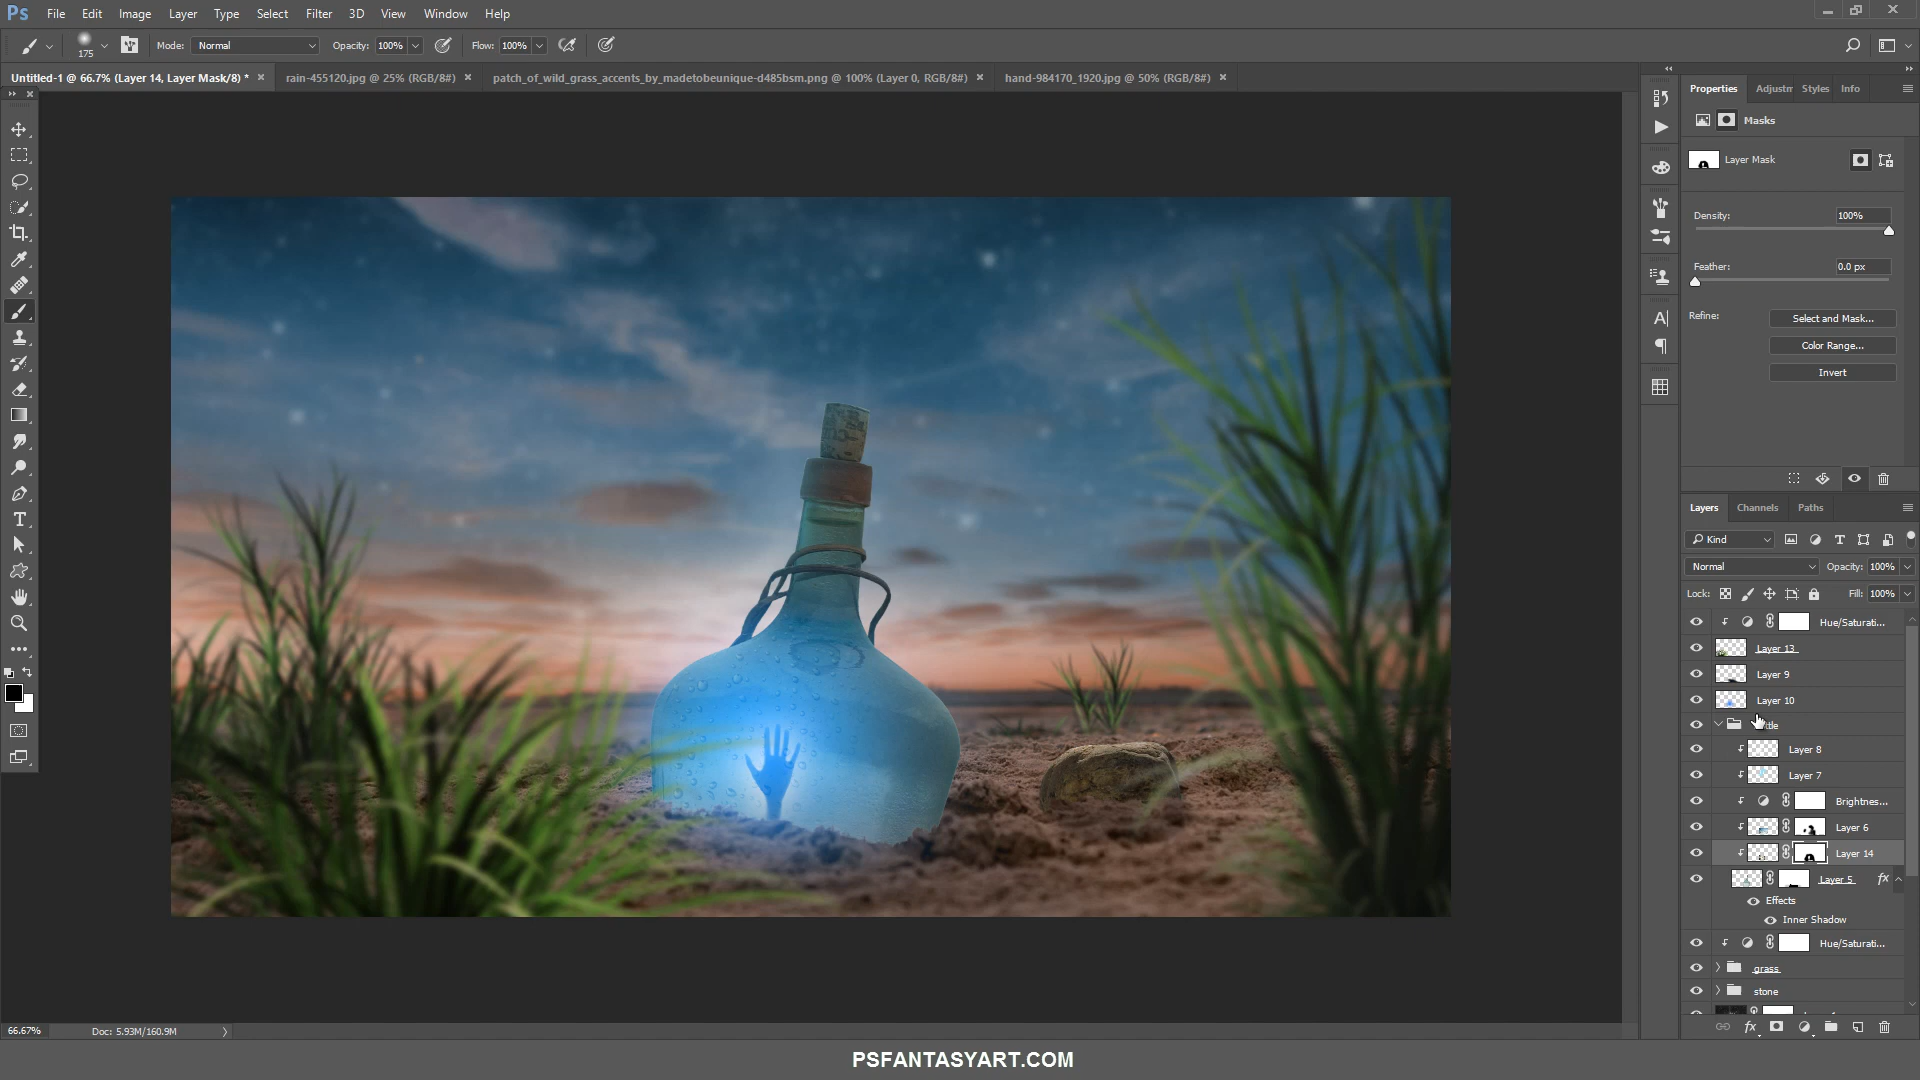 Ps File Edit Image Layer Type Select Filter 3D View Window Help
175 Mode: Normal Opacity: 100% Flow: 100%
Untitled-1 @ 66.7% (Layer 14, Layer Mask/8) * rain-455120.jpg @ 25% (RGB/8#) patch_of_wild_grass_accents_by_madetobeunique-d485bsm.png @ 100% (Layer 0, RGB/8#) hand-984170_1920.jpg @ 50% (RGB/8#)
Properties Adjustm Styles Info
Masks
Layer Mask
Density: 100%
Feather: 0.0 px
Refine: Select and Mask...
Color Range...
Invert
Layers Channels Paths
Kind
Normal Opacity: 100%
Lock: Fill: 100%
Hue/Saturati...
Layer 13
Layer 9
Layer 10
Layer 8
Layer 7
Brightnes...
Layer 6
Layer 14
Layer 5 fx
Effects
Inner Shadow
Hue/Saturati...
grass
stone
fx
66.67% Doc: 5.93M/160.9M
PSFANTASYART.COM